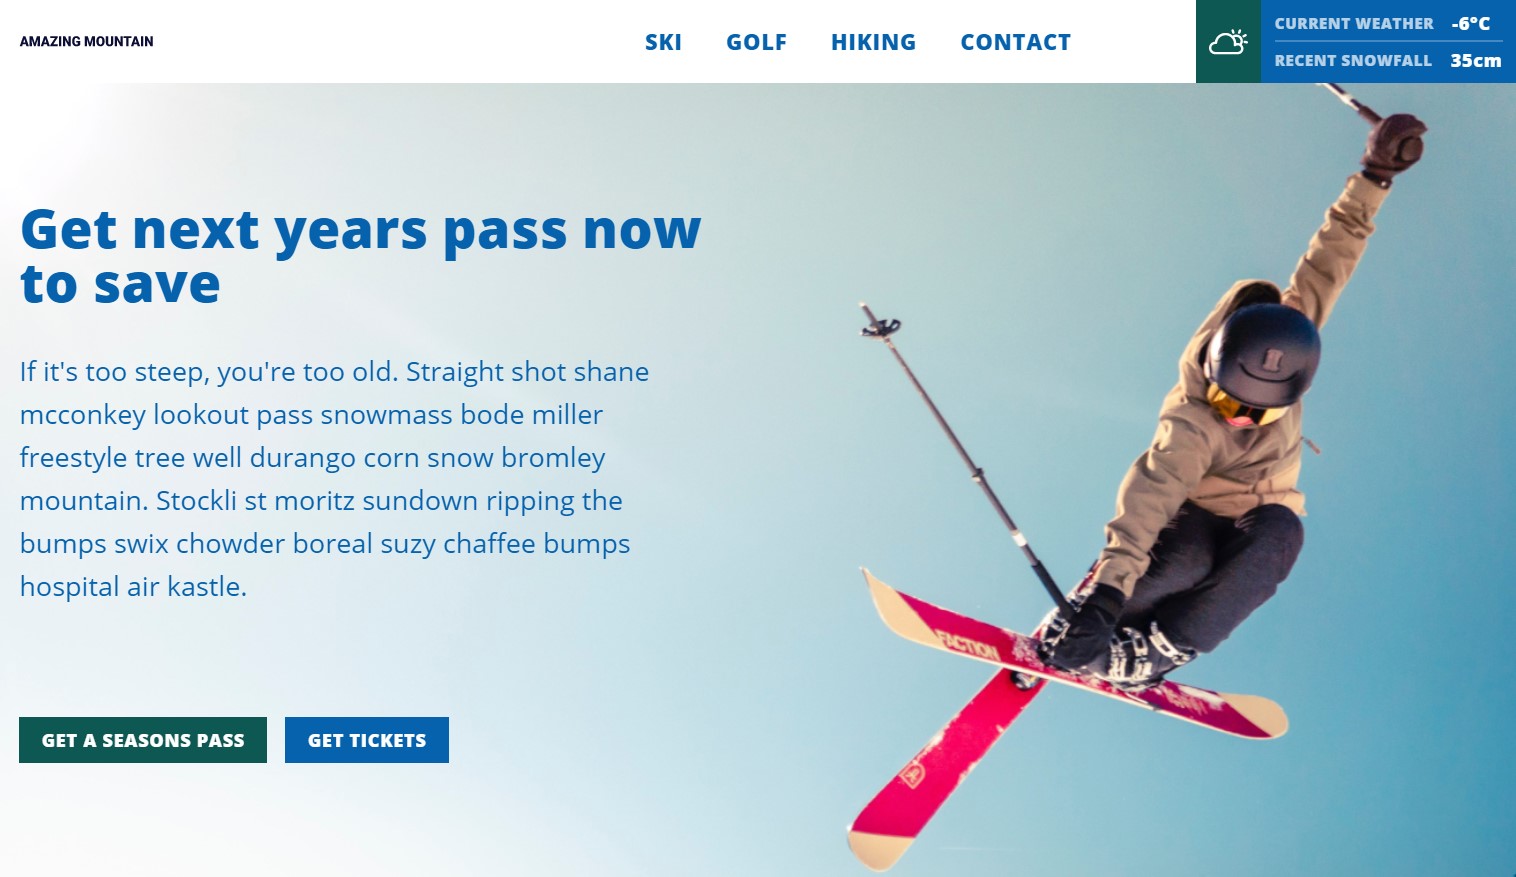 AMAZING MOUNTAIN
SKI GOLF HIKING CONTACT
CURRENT WEATHER -6°C
RECENT SNOWFALL 35cm
Get next years pass now
to save
If it's too steep, you're too old. Straight shot shane
mcconkey lookout pass snowmass bode miller
freestyle tree well durango corn snow bromley
mountain. Stockli st moritz sundown ripping the
bumps swix chowder boreal suzy chaffee bumps
hospital air kastle.
FACTION
GET A SEASONS PASS GET TICKETS